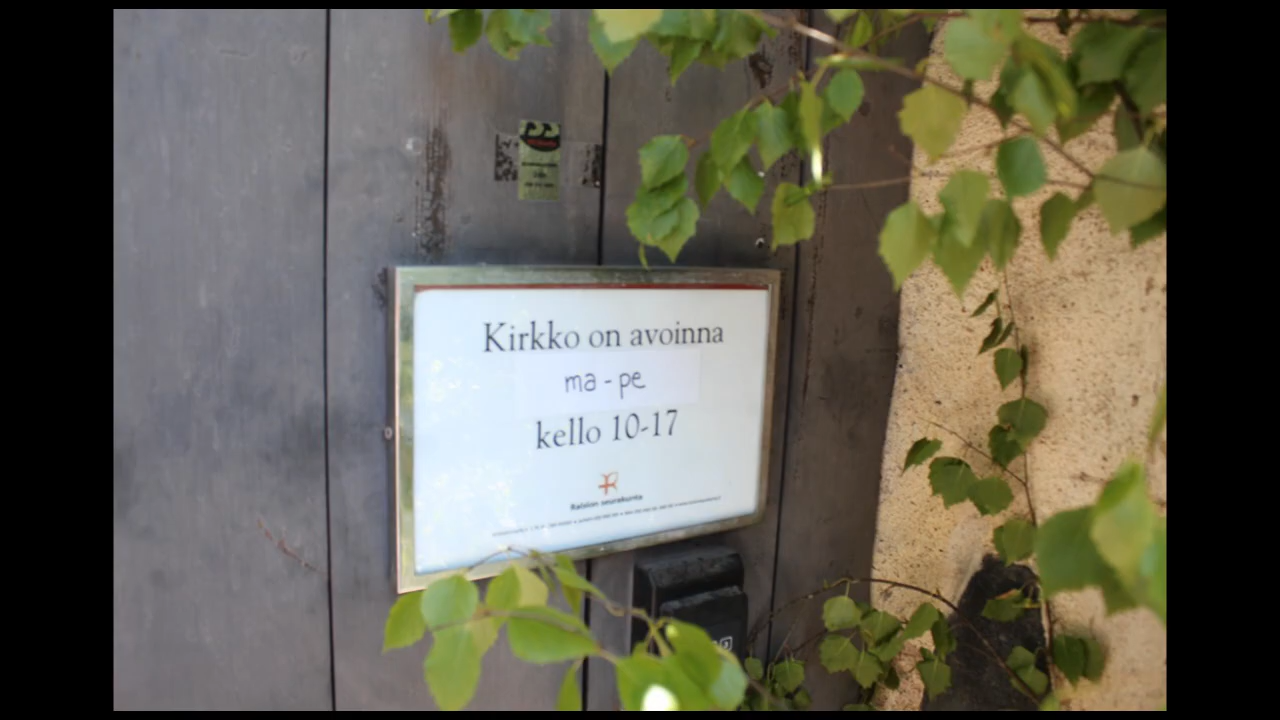 Kirkko on avoinna
ma - pe
kello 10-17
Raision seurakunta